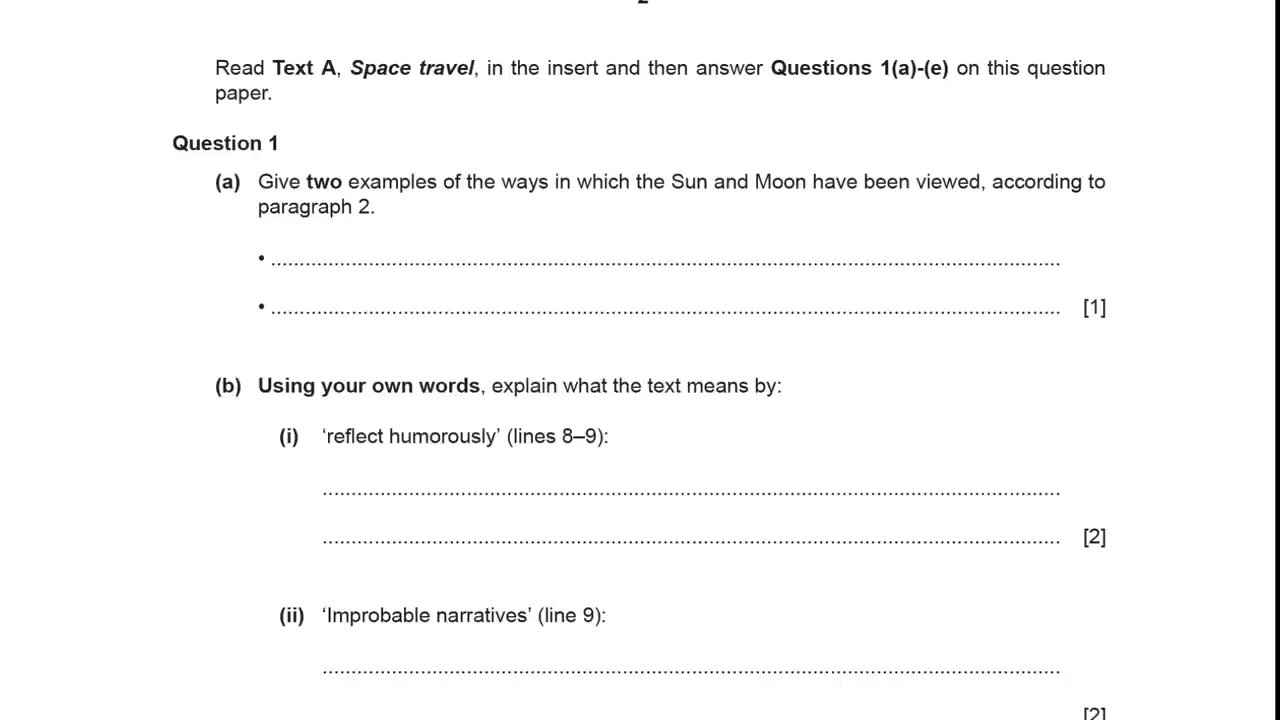 Read Text A, Space travel, in the insert and then answer Questions 1(a)-(e) on this question
paper.
Question 1
(a) Give two examples of the ways in which the Sun and Moon have been viewed, according to
paragraph 2.
• ..........................................................................................................................................
• .......................................................................................................................................... [1]
(b) Using your own words, explain what the text means by:
(i) ‘reflect humorously’ (lines 8–9):
.................................................................................................................................
................................................................................................................................. [2]
(ii) ‘Improbable narratives’ (line 9):
.................................................................................................................................
[2]